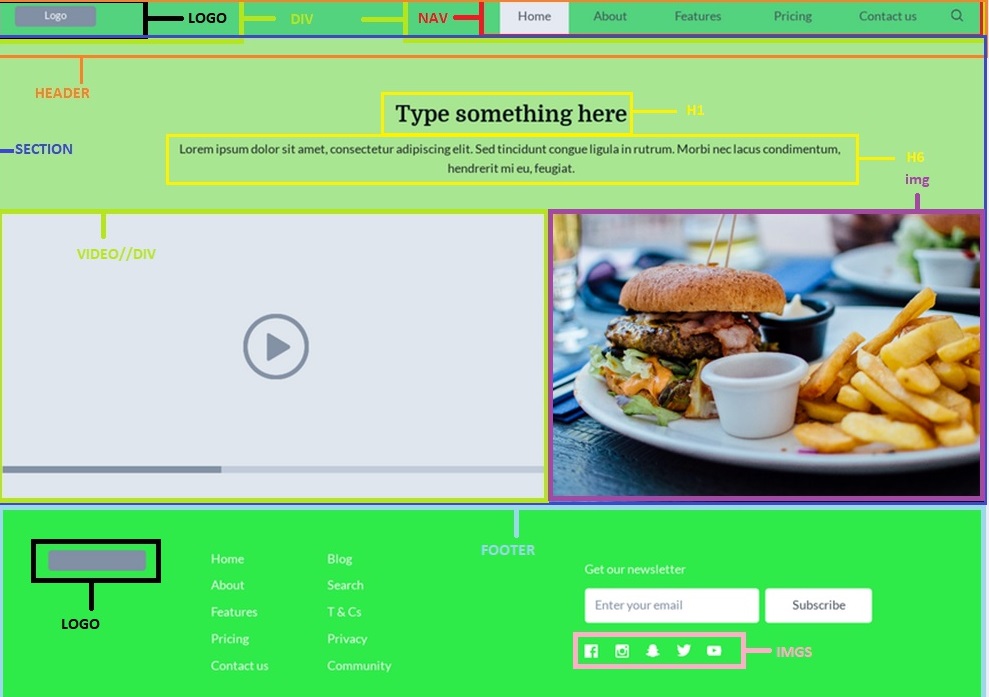 Logo
LOGO
DIV
NAV
Home
About
Features
Pricing
Contact us
HEADER
Type something here
H1
SECTION
Lorem ipsum dolor sit amet, consectetur adipiscing elit. Sed tincidunt congue ligula in rutrum. Morbi nec lacus condimentum,
hendrerit mi eu, feugiat.
H6
img
VIDEO//DIV
FOOTER
LOGO
Home
About
Features
Pricing
Contact us
Blog
Search
T & Cs
Privacy
Community
Get our newsletter
Enter your email
Subscribe
IMGS